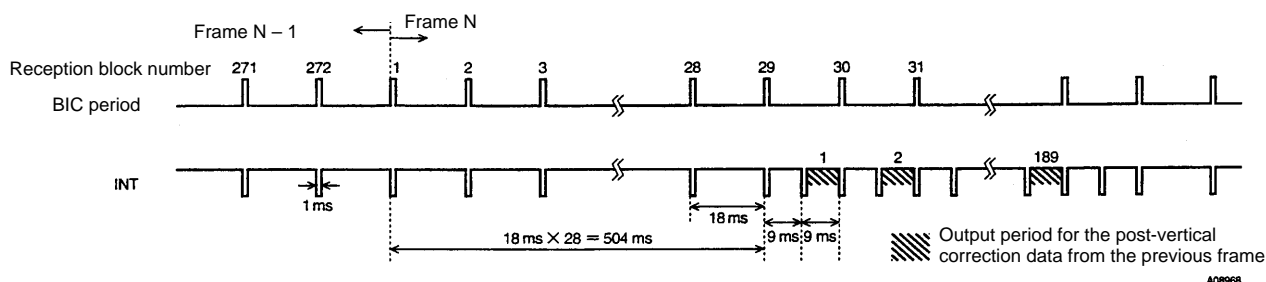 Frame N – 1
Frame N
Reception block number
271 272 1 2 3 28 29 30 31
BIC period
1 2 189
INT
1 ms
18 ms
9 ms 9 ms
18 ms × 28 = 504 ms
Output period for the post-vertical
correction data from the previous frame
A08968